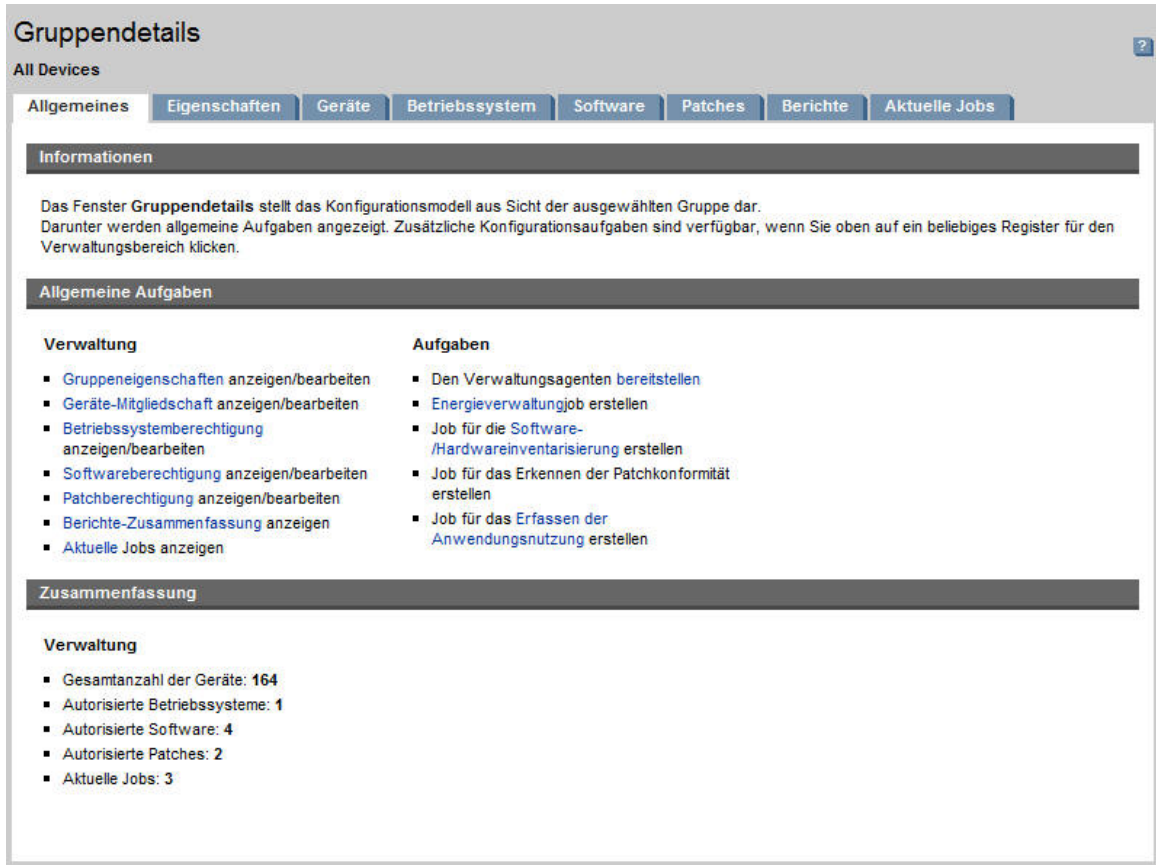 Gruppendetails
?
All Devices
Allgemeines Eigenschaften Geräte Betriebssystem Software Patches Berichte Aktuelle Jobs
Informationen
Das Fenster Gruppendetails stellt das Konfigurationsmodell aus Sicht der ausgewählten Gruppe dar.
Darunter werden allgemeine Aufgaben angezeigt. Zusätzliche Konfigurationsaufgaben sind verfügbar, wenn Sie oben auf ein beliebiges Register für den
Verwaltungsbereich klicken.
Allgemeine Aufgaben
Verwaltung
Gruppeneigenschaften anzeigen/bearbeiten
Geräte-Mitgliedschaft anzeigen/bearbeiten
Betriebssystemberechtigung
anzeigen/bearbeiten
Softwareberechtigung anzeigen/bearbeiten
Patchberechtigung anzeigen/bearbeiten
Berichte-Zusammenfassung anzeigen
Aktuelle Jobs anzeigen
Aufgaben
Den Verwaltungsagenten bereitstellen
Energieverwaltungjob erstellen
Job für die Software-
/Hardwareinventarisierung erstellen
Job für das Erkennen der Patchkonformität
erstellen
Job für das Erfassen der
Anwendungsnutzung erstellen
Zusammenfassung
Verwaltung
Gesamtanzahl der Geräte: 164
Autorisierte Betriebssysteme: 1
Autorisierte Software: 4
Autorisierte Patches: 2
Aktuelle Jobs: 3